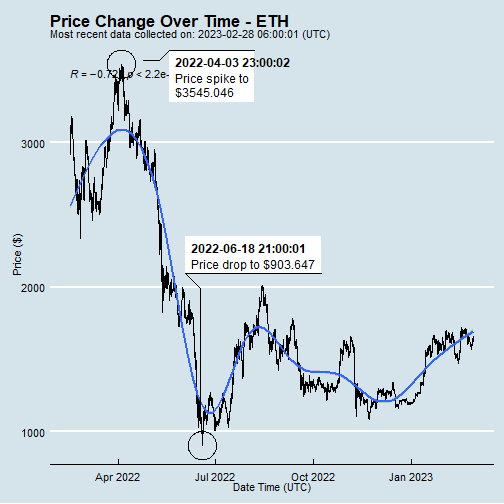 Price Change Over Time - ETH
Most recent data collected on: 2023-02-28 06:00:01 (UTC)
2022-04-03 23:00:02
Price spike to
$3545.046
p < 2.2e-
3000
2022-06-18 21:00:01
Price drop to $903.647
Price ($)
2000
1000
Apr 2022 Jul 2022 Oct 2022 Jan 2023
Date Time (UTC)